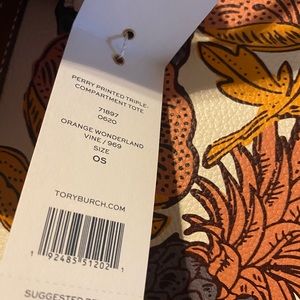 PERRY PRINTED TRIPLE-
COMPARTMENT TOTE
71897
0620
ORANGE WONDERLAND
VINE / 969
SIZE
OS
TORYBURCH.COM
1 92485 51202 1
SUGGESTED